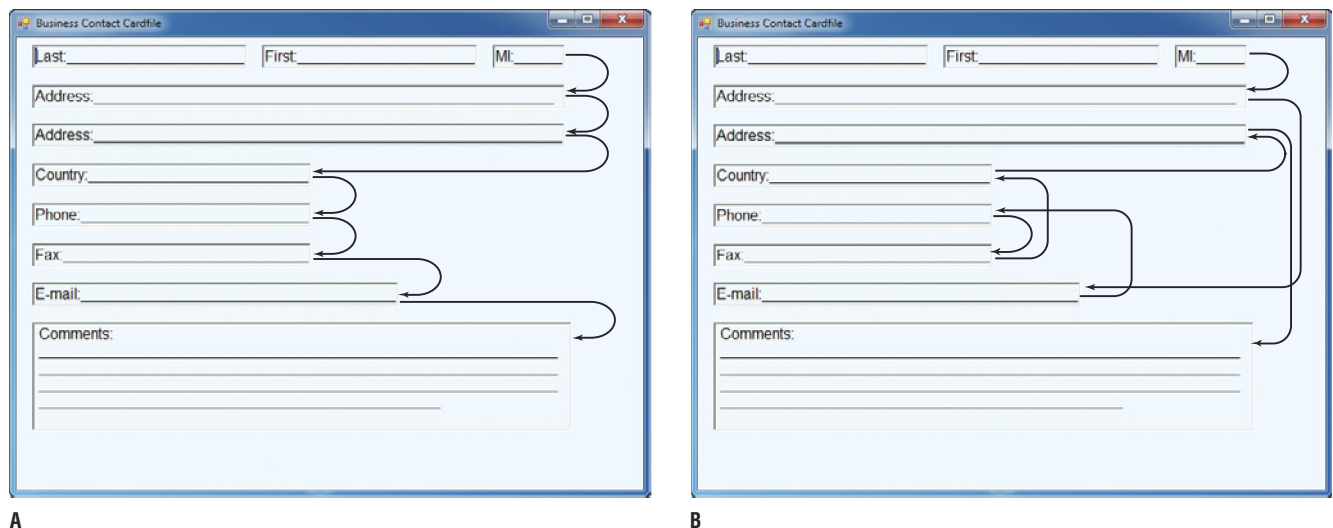 Business Contact Cardfile
Last: First: MI:
Address:
Address:
Country:
Phone:
Fax:
E-mail:
Comments:
A
Business Contact Cardfile
Last: First: MI:
Address:
Address:
Country:
Phone:
Fax:
E-mail:
Comments:
B